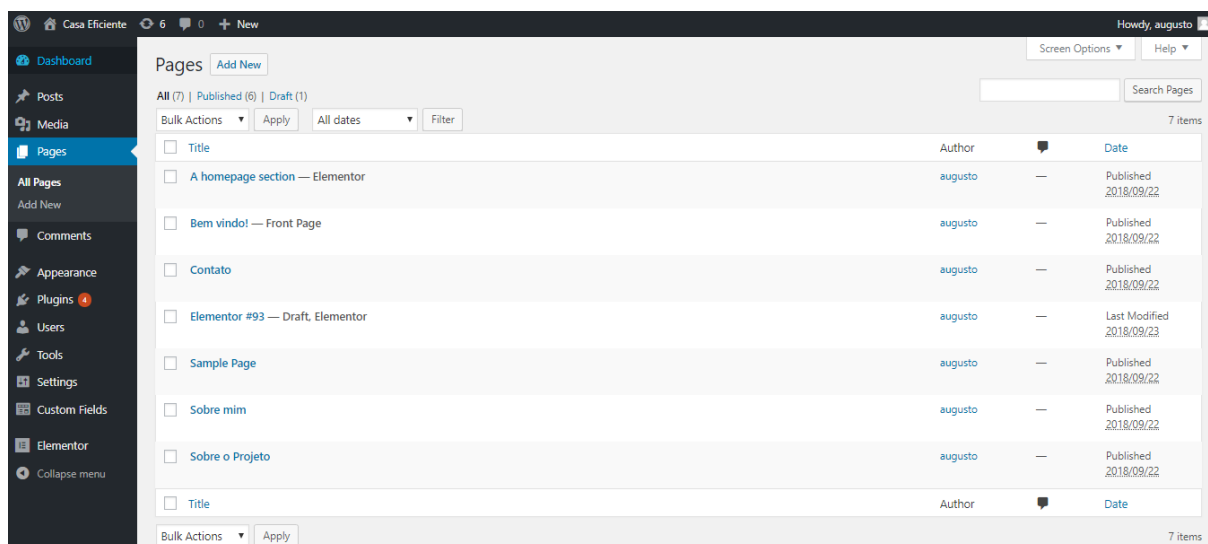 Casa Eficiente 6 0 + New Howdy, augusto
Dashboard
Posts
Media
Pages
All Pages
Add New
Comments
Appearance
Plugins 4
Users
Tools
Settings
Custom Fields
Elementor
Collapse menu
Screen Options ▼ Help ▼
Pages Add New
All (7) | Published (6) | Draft (1)
Search Pages
Bulk Actions ▼ Apply All dates ▼ Filter 7 items
Title Author Date
A homepage section — Elementor augusto — Published
2018/09/22
Bem vindo! — Front Page augusto — Published
2018/09/22
Contato augusto — Published
2018/09/22
Elementor #93 — Draft, Elementor augusto — Last Modified
2018/09/23
Sample Page augusto — Published
2018/09/22
Sobre mim augusto — Published
2018/09/22
Sobre o Projeto augusto — Published
2018/09/22
Title Author Date
Bulk Actions ▼ Apply 7 items